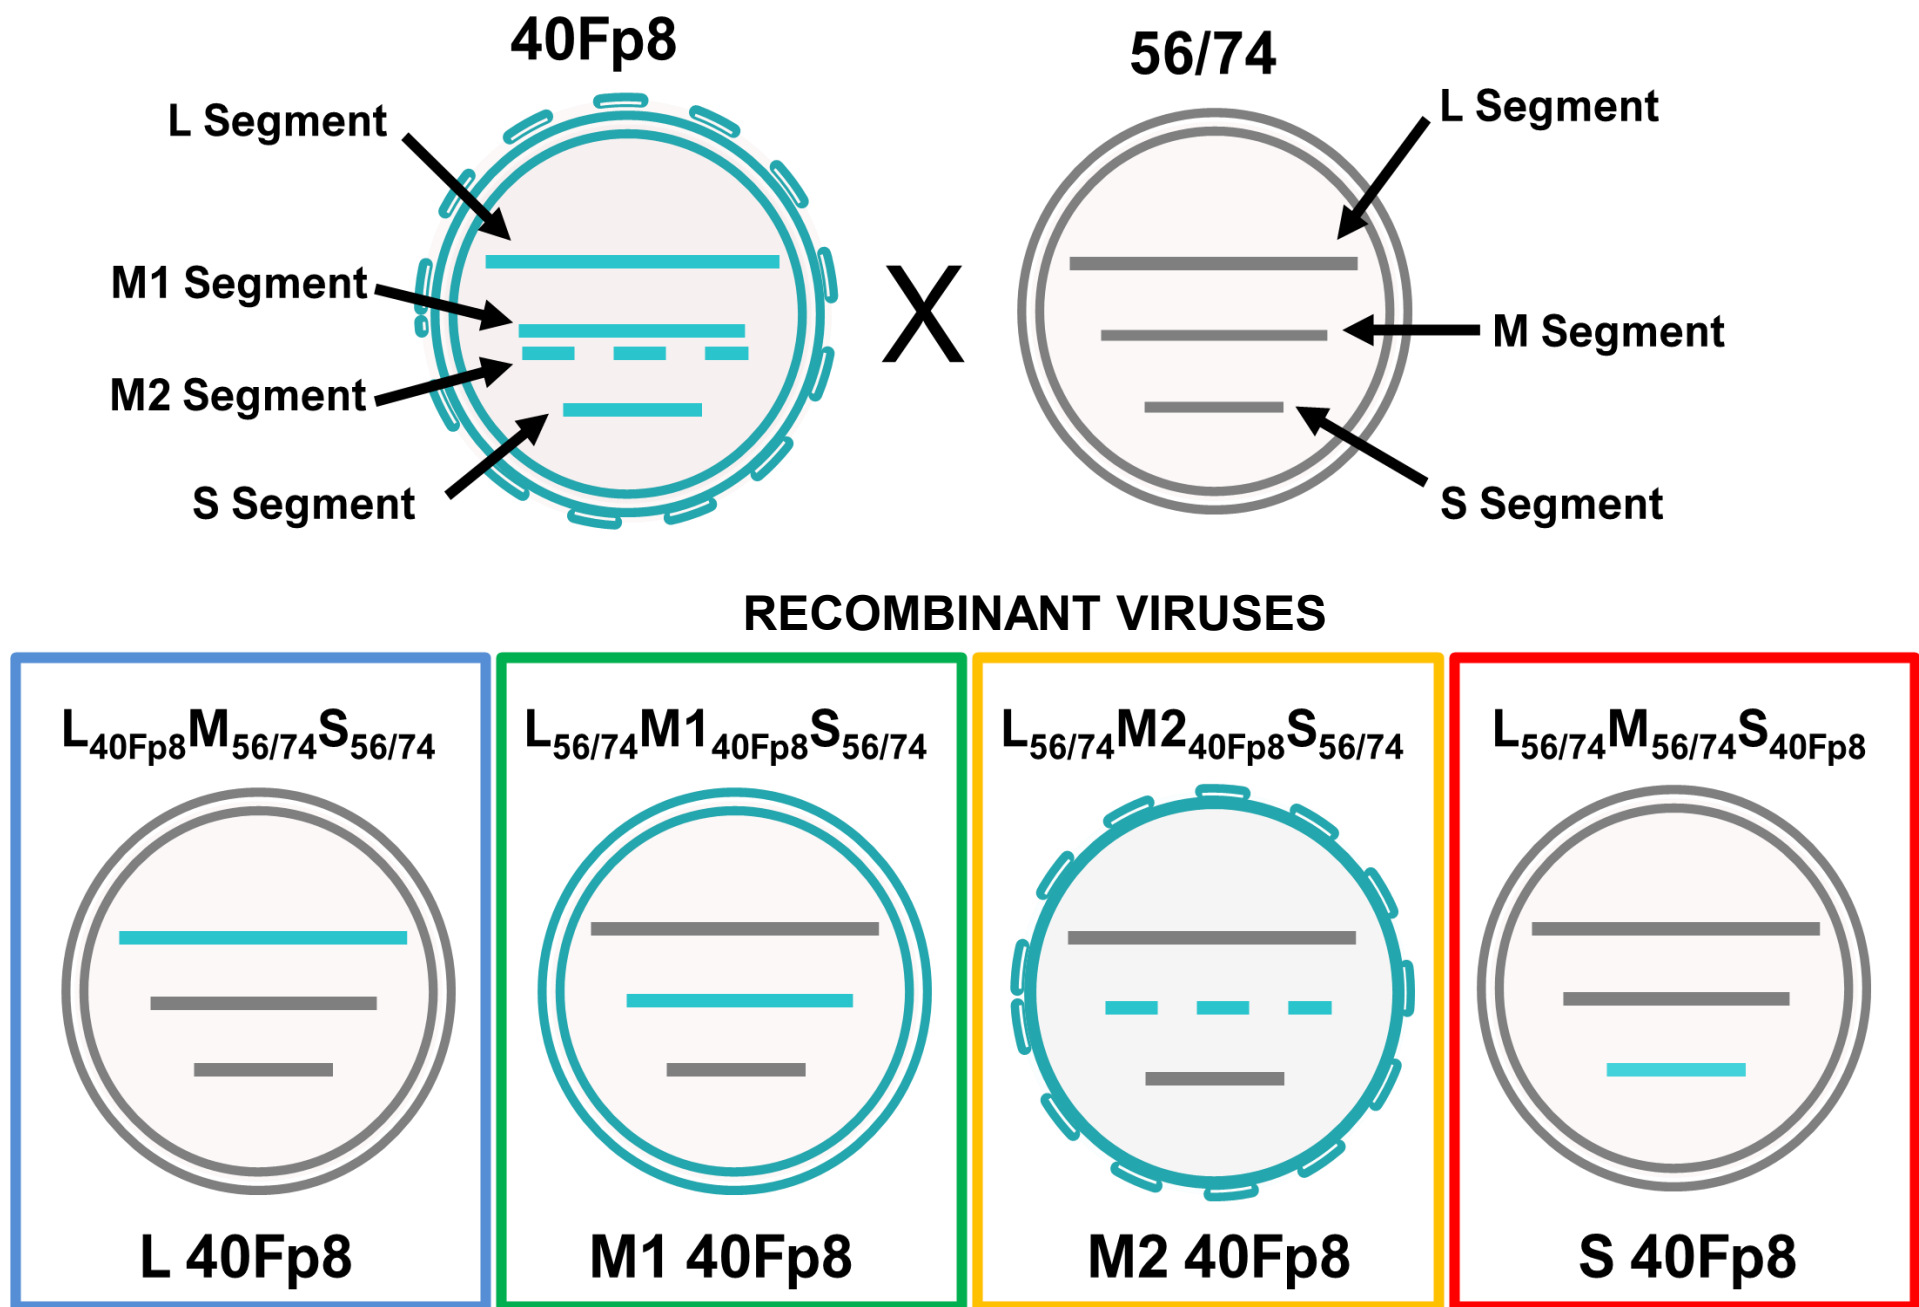 40Fp8
56/74
L Segment
M1 Segment
M2 Segment
S Segment
X
L Segment
M Segment
S Segment
RECOMBINANT VIRUSES
L40Fp8M56/74S56/74
L56/74M140Fp8S56/74
L56/74M240Fp8S56/74
L56/74M56/74S40Fp8
L 40Fp8
M1 40Fp8
M2 40Fp8
S 40Fp8